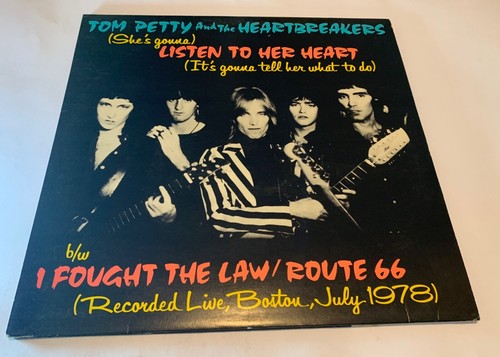 TOM PETTY And The HEARTBREAKERS
(She's gonna)
LISTEN TO HER HEART
(It's gonna tell her what to do)
b/w
I FOUGHT THE LAW/ROUTE 66
(Recorded Live, Boston, July 1978)